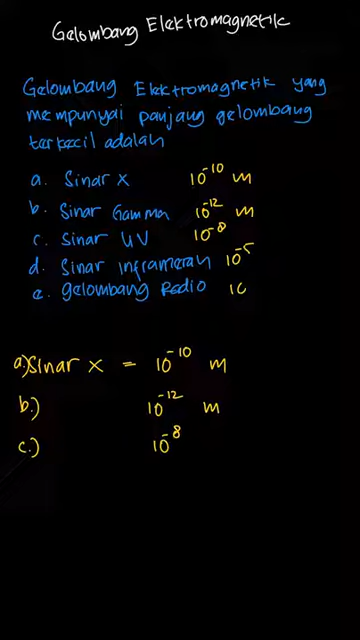 Gelombang Elektromagnetik
Gelombang Elektromagnetik yang
mempunyai panjang gelombang
terkecil adalah
a. Sinar X 10⁻¹⁰ m
b. Sinar Gamma 10⁻¹² m
c. Sinar UV 10⁻⁸
d. Sinar Inframerah 10⁻⁵
e. Gelombang Radio 10
a.) Sinar X = 10⁻¹⁰ m
b.) 10⁻¹² m
c.) 10⁻⁸